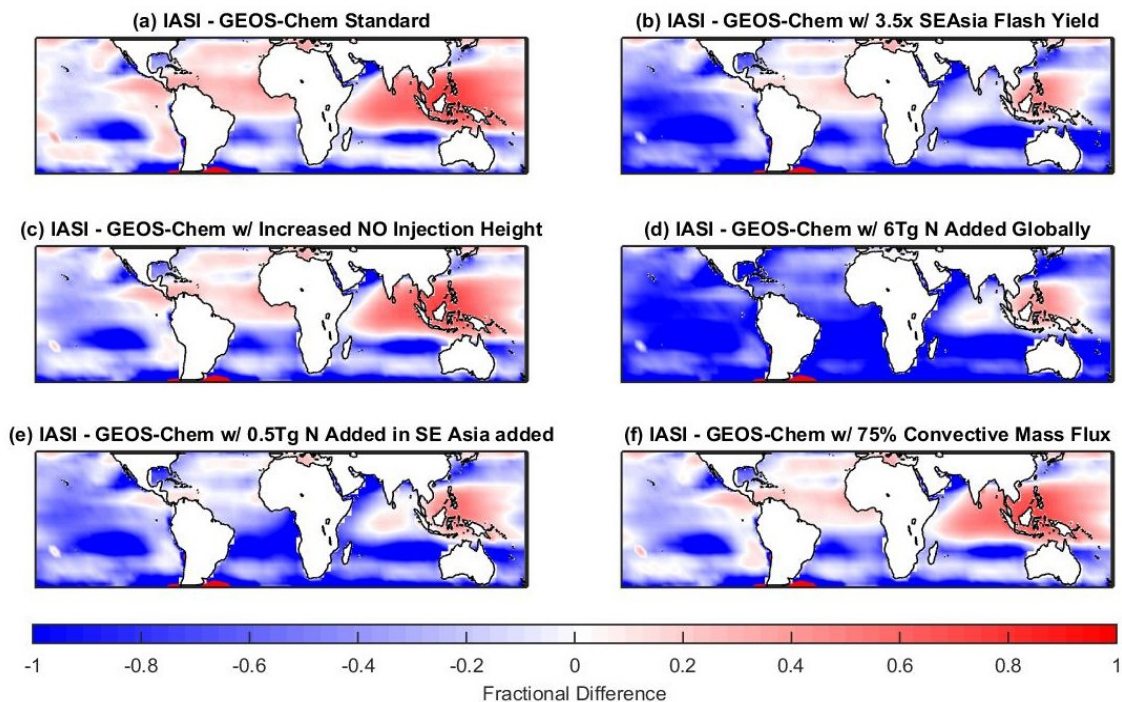 (a) IASI - GEOS-Chem Standard
(b) IASI - GEOS-Chem w/ 3.5x SEAsia Flash Yield
(c) IASI - GEOS-Chem w/ Increased NO Injection Height
(d) IASI - GEOS-Chem w/ 6Tg N Added Globally
(e) IASI - GEOS-Chem w/ 0.5Tg N Added in SE Asia added
(f) IASI - GEOS-Chem w/ 75% Convective Mass Flux
-1 -0.8 -0.6 -0.4 -0.2 0 0.2 0.4 0.6 0.8 1
Fractional Difference